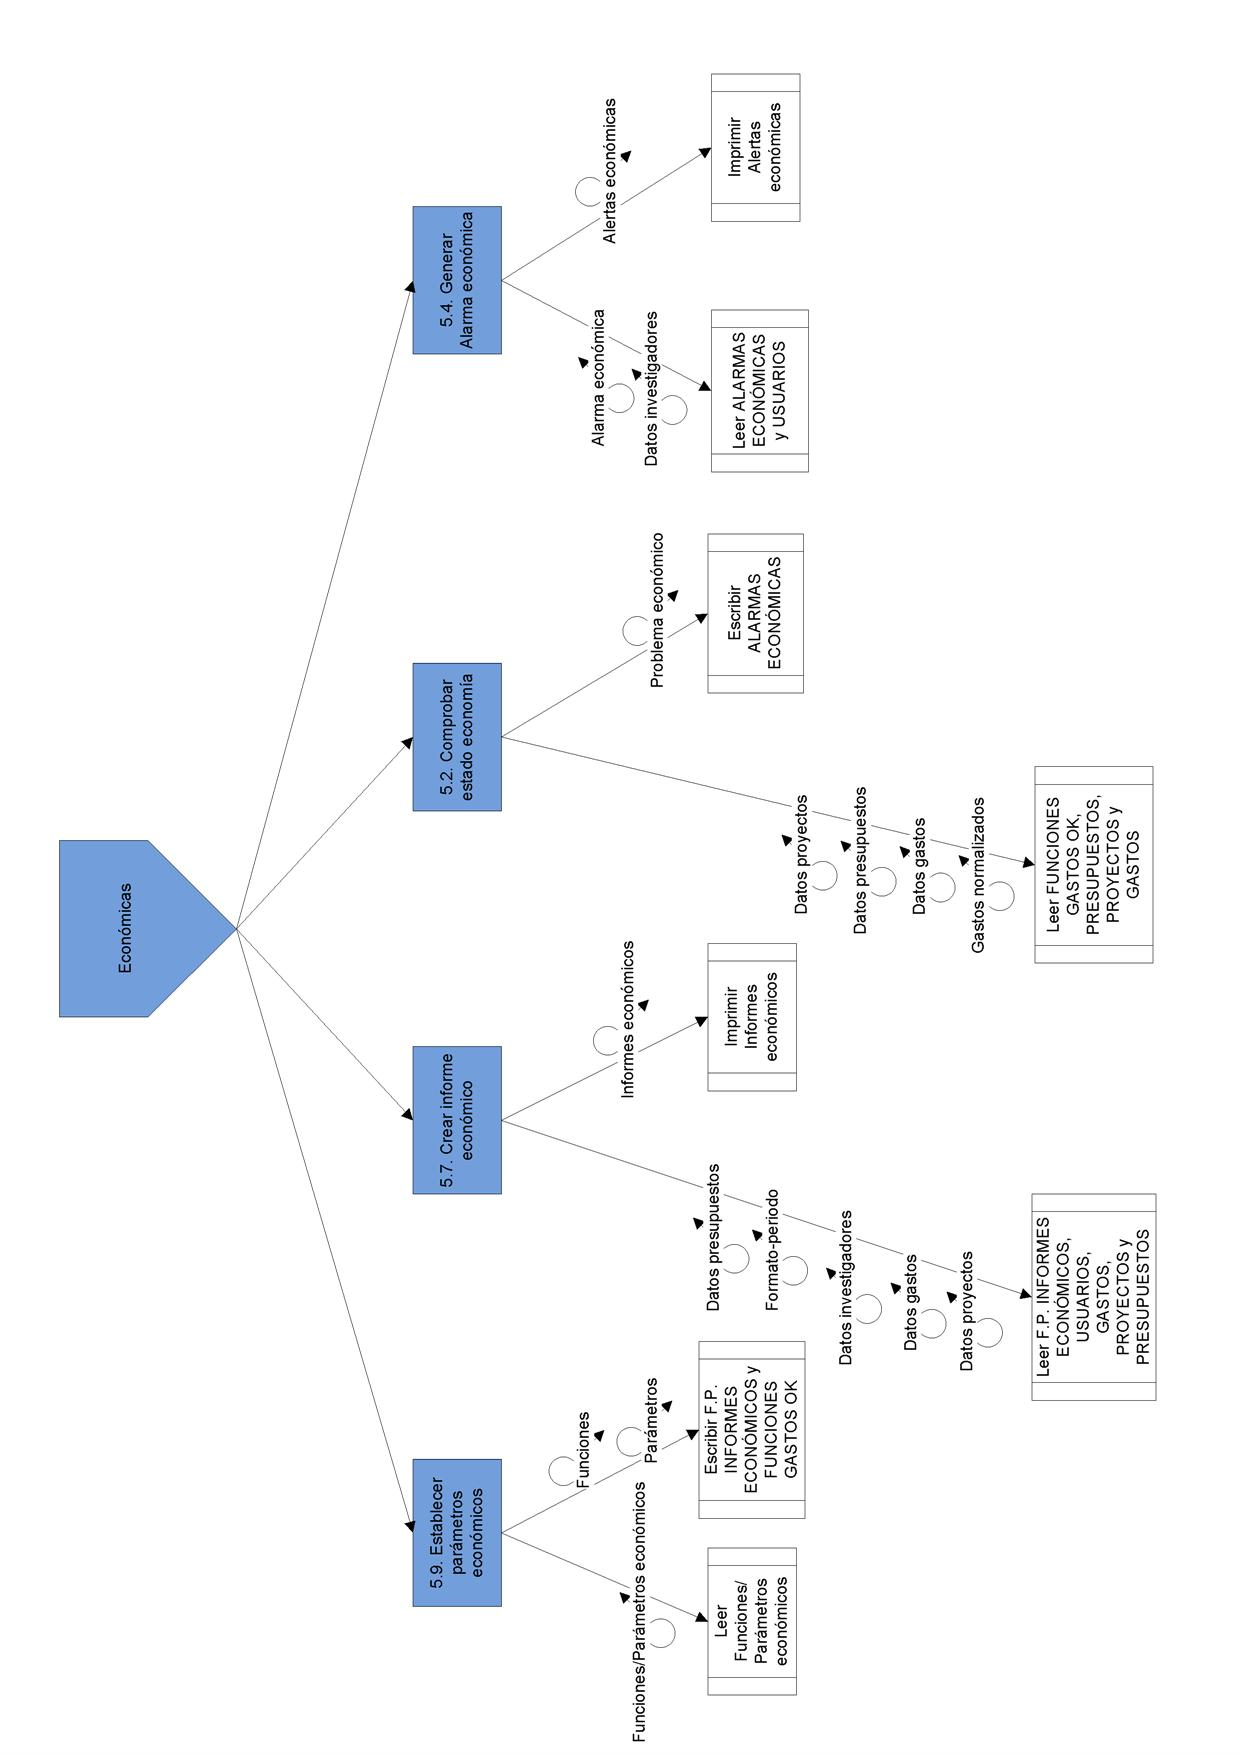 Económicas
5.9. Establecer
parámetros
económicos
5.7. Crear informe
económico
5.2. Comprobar
estado economía
5.4. Generar
Alarma económica
Funciones/Parámetros económicos
Funciones
Parámetros
Leer
Funciones/
Parámetros
económicos
Escribir F.P.
INFORMES
ECONÓMICOS y
FUNCIONES
GASTOS OK
Datos presupuestos
Formato-periodo
Datos investigadores
Datos gastos
Datos proyectos
Leer F.P. INFORMES
ECONÓMICOS,
USUARIOS,
GASTOS,
PROYECTOS y
PRESUPUESTOS
Informes económicos
Imprimir
Informes
económicos
Datos proyectos
Datos presupuestos
Datos gastos
Gastos normalizados
Leer FUNCIONES
GASTOS OK,
PRESUPUESTOS,
PROYECTOS y
GASTOS
Problema económico
Escribir
ALARMAS
ECONÓMICAS
Alarma económica
Datos investigadores
Leer ALARMAS
ECONÓMICAS
y USUARIOS
Alertas económicas
Imprimir
Alertas
económicas